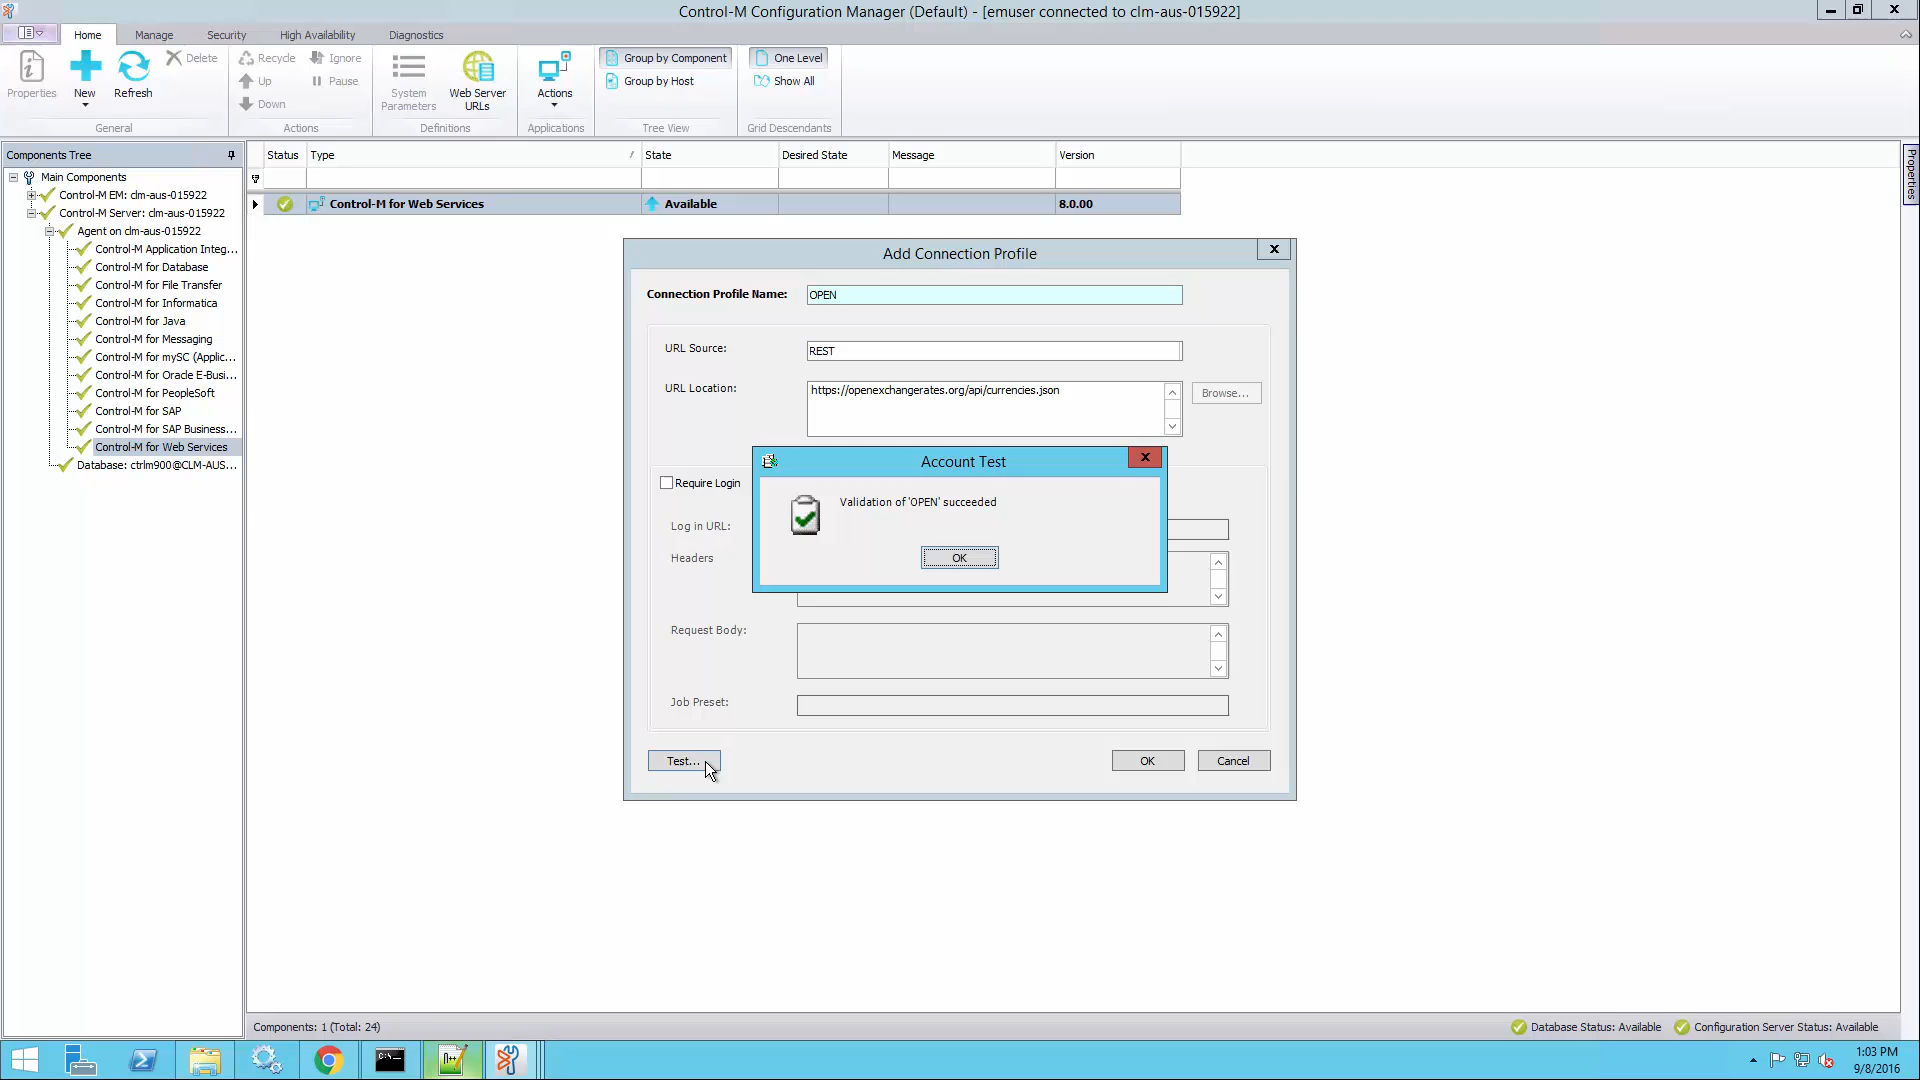 Control-M Configuration Manager (Default) - [emuser connected to clm-aus-015922]
Home Manage Security High Availability Diagnostics
Properties
New
Refresh
Delete
General
Recycle
Up
Down
Ignore
Pause
Actions
System Parameters
Web Server URLs
Definitions
Actions
Applications
Group by Component
Group by Host
Tree View
One Level
Show All
Grid Descendants
Components Tree
Main Components
Control-M EM: clm-aus-015922
Control-M Server: clm-aus-015922
Agent on clm-aus-015922
Control-M Application Integ...
Control-M for Database
Control-M for File Transfer
Control-M for Informatica
Control-M for Java
Control-M for Messaging
Control-M for mySC (Applic...
Control-M for Oracle E-Busi...
Control-M for PeopleSoft
Control-M for SAP
Control-M for SAP Business...
Control-M for Web Services
Database: ctrlm900@CLM-AUS...
Status Type State Desired State Message Version
Control-M for Web Services Available 8.0.00
Properties
Add Connection Profile
Connection Profile Name: OPEN
URL Source: REST
URL Location: https://openexchangerates.org/api/currencies.json Browse...
Require Login
Log in URL:
Headers
Request Body:
Job Preset:
Test... OK Cancel
Account Test
Validation of 'OPEN' succeeded
OK
Components: 1 (Total: 24)
Database Status: Available Configuration Server Status: Available
1:03 PM
9/8/2016